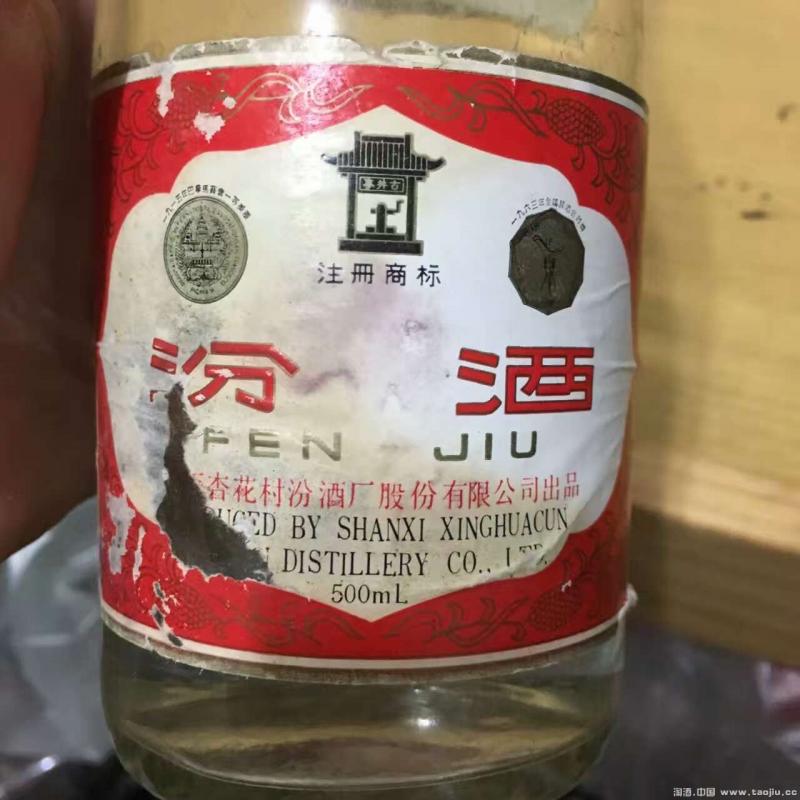 注册商标
汾酒
FEN JIU
杏花村汾酒厂股份有限公司出品
UCED BY SHANXI XINGHUACUN
DISTILLERY CO., LTD.
500mL
淘酒.中国 www.taojiu.cc